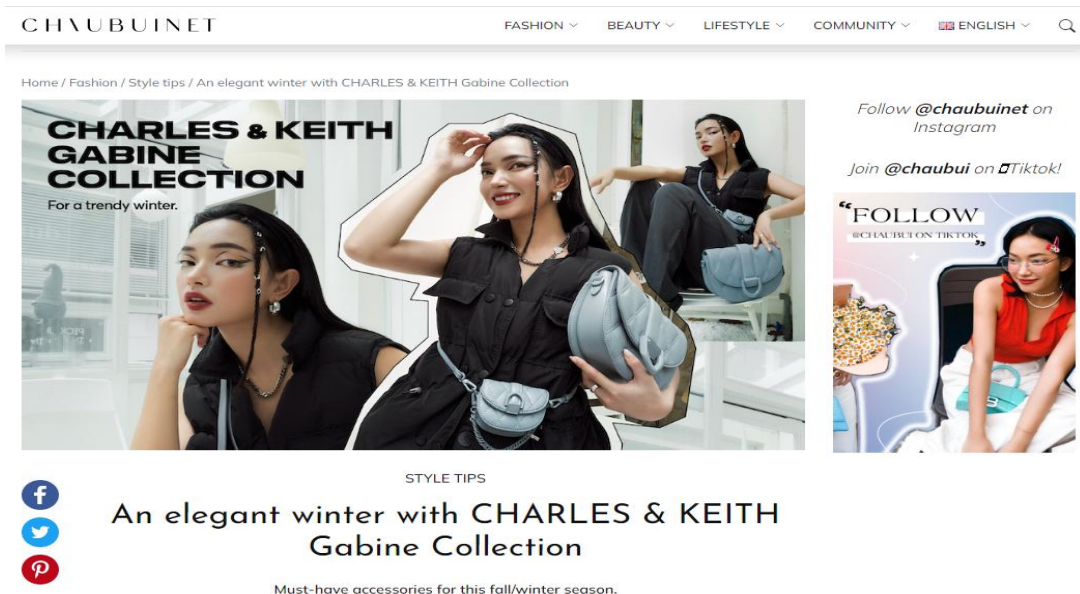 CHAUBUINET
FASHION
BEAUTY
LIFESTYLE
COMMUNITY
ENGLISH
Home / Fashion / Style tips / An elegant winter with CHARLES & KEITH Gabine Collection
CHARLES & KEITH
GABINE
COLLECTION
For a trendy winter.
Follow @chaubuinet on
Instagram
Join @chaubui on Tiktok!
“FOLLOW
@CHAUBUI ON TIKTOK”
STYLE TIPS
An elegant winter with CHARLES & KEITH
Gabine Collection
Must-have accessories for this fall/winter season.